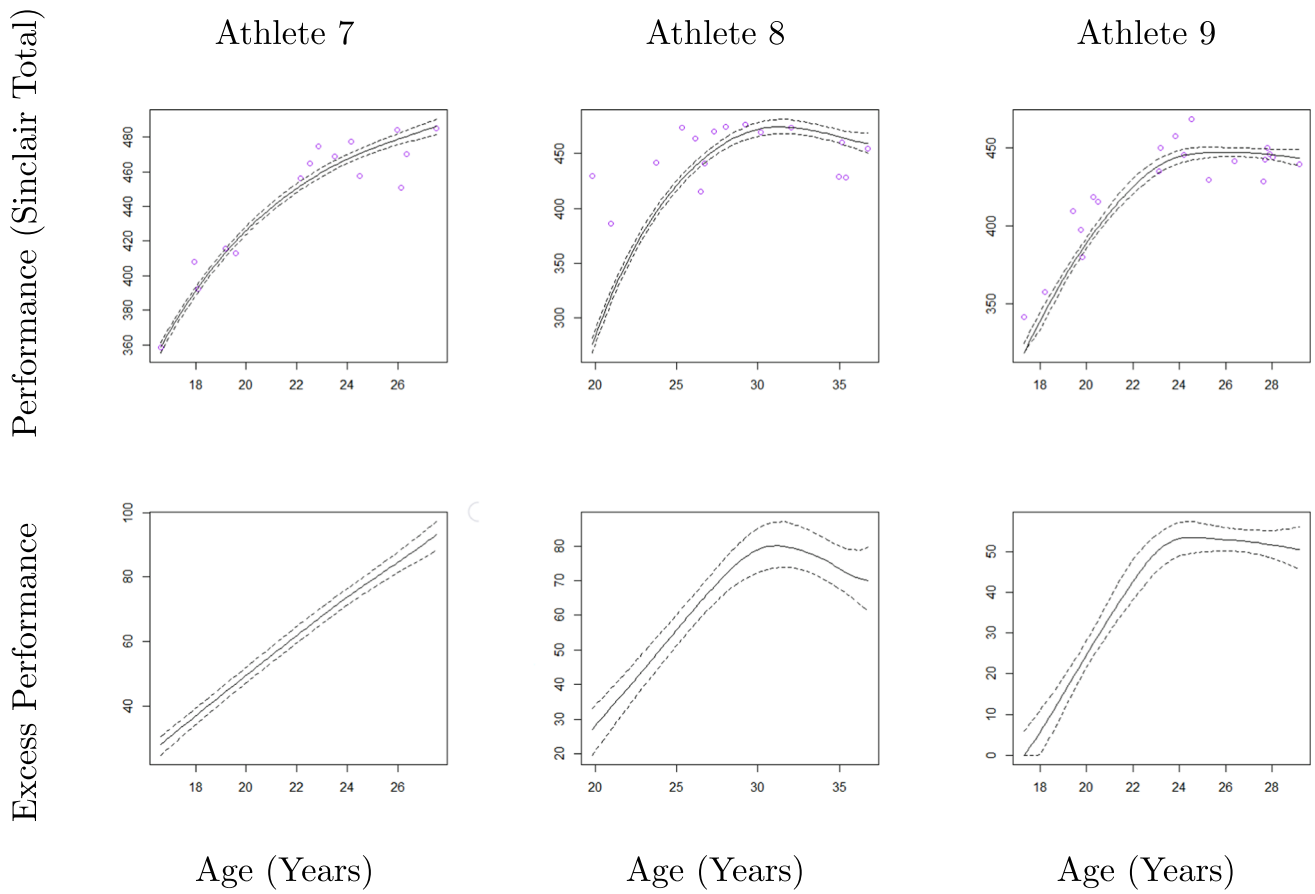 Athlete 7
Athlete 8
Athlete 9
Performance (Sinclair Total)
480
460
440
420
400
380
360
18 20 22 24 26
450
400
350
300
20 25 30 35
450
400
350
18 20 22 24 26 28
Excess Performance
100
80
60
40
18 20 22 24 26
80
70
60
50
40
30
20
20 25 30 35
50
40
30
20
10
0
18 20 22 24 26 28
Age (Years)
Age (Years)
Age (Years)